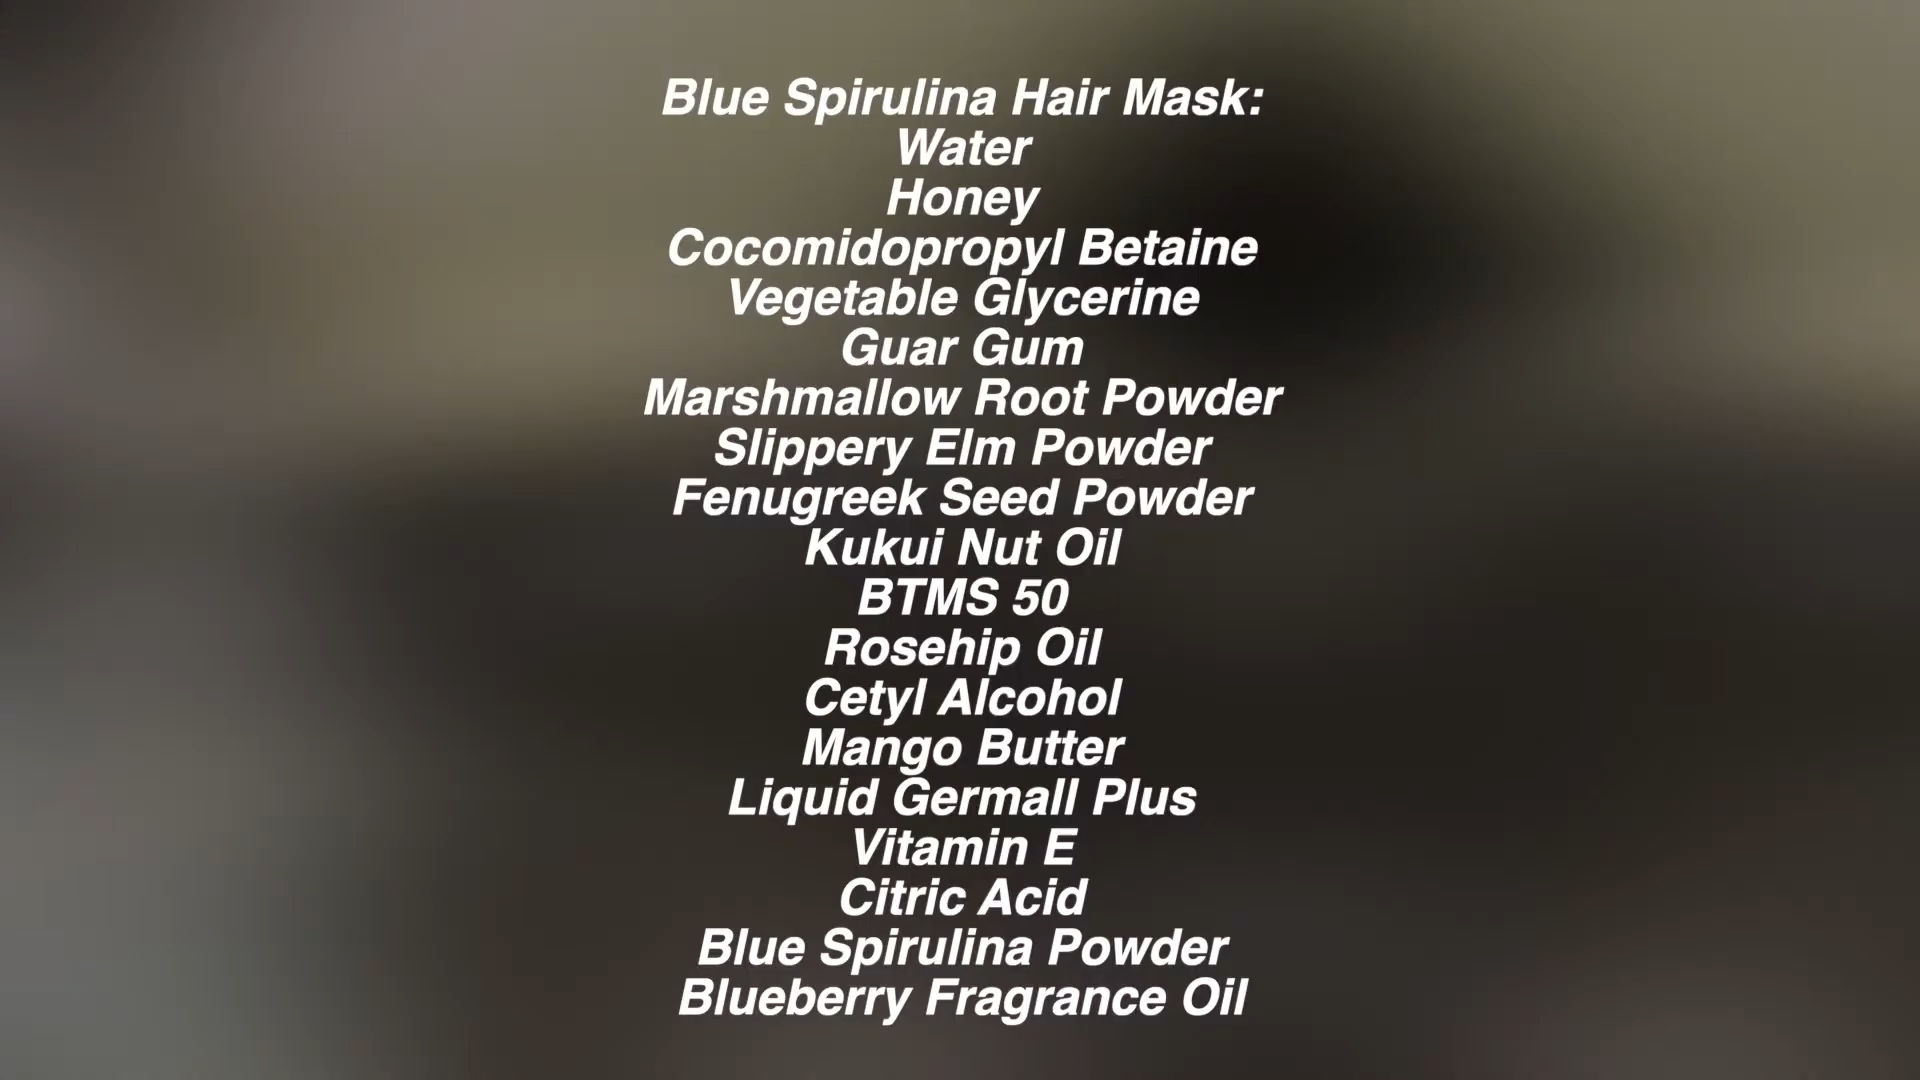 Blue Spirulina Hair Mask:
Water
Honey
Cocomidopropyl Betaine
Vegetable Glycerine
Guar Gum
Marshmallow Root Powder
Slippery Elm Powder
Fenugreek Seed Powder
Kukui Nut Oil
BTMS 50
Rosehip Oil
Cetyl Alcohol
Mango Butter
Liquid Germall Plus
Vitamin E
Citric Acid
Blue Spirulina Powder
Blueberry Fragrance Oil